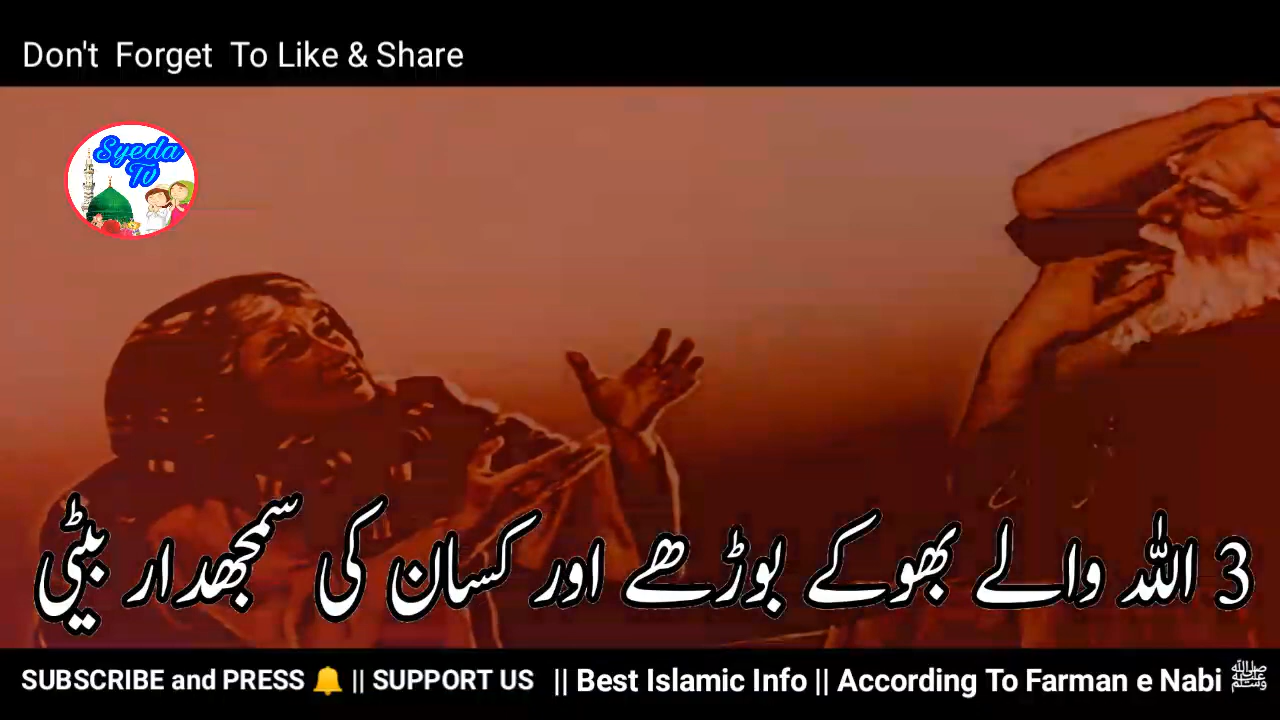 Don't Forget To Like & Share
Syeda
Tv
3 اللہ والے بھوکے بوڑھے اور کسان کی سمجھدار بیٹی
SUBSCRIBE and PRESS 🔔 || SUPPORT US || Best Islamic Info || According To Farman e Nabi ﷺ